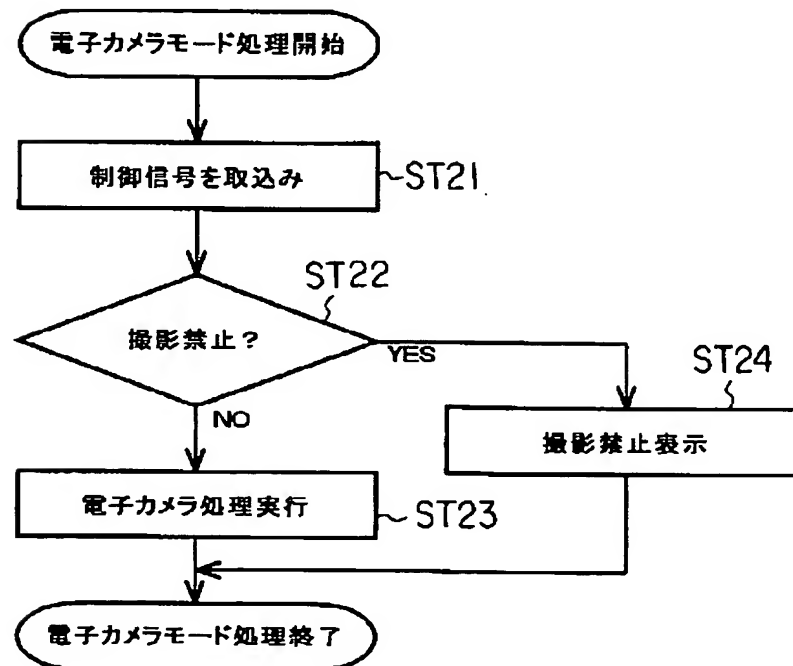 電子カメラモード処理開始
制御信号を取込み
ST21
ST22
撮影禁止?
YES
NO
ST24
撮影禁止表示
電子カメラ処理実行
ST23
電子カメラモード処理終了